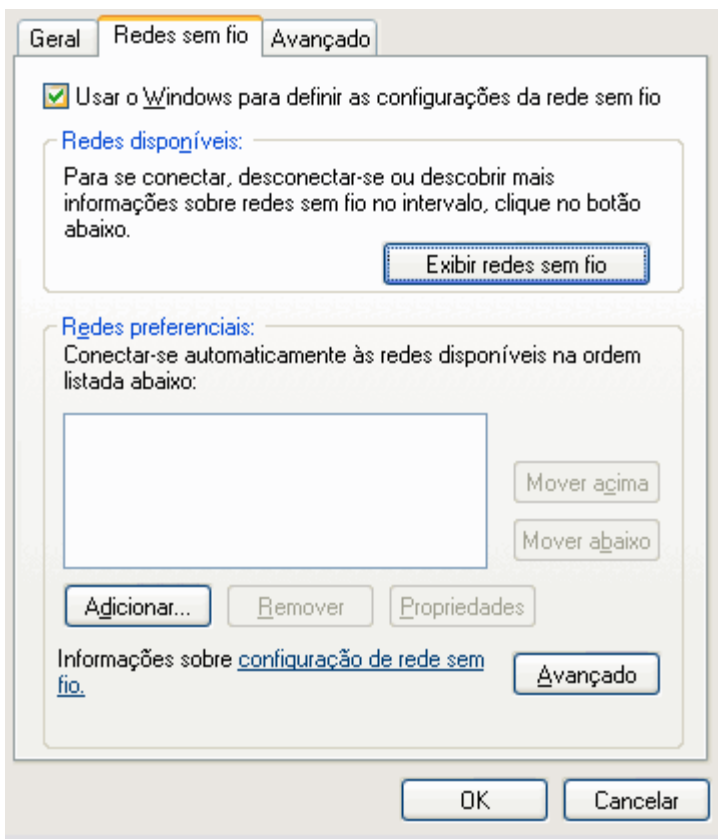 Geral
Redes sem fio
Avançado
Usar o Windows para definir as configurações da rede sem fio
Redes disponíveis:
Para se conectar, desconectar-se ou descobrir mais
informações sobre redes sem fio no intervalo, clique no botão
abaixo.
Exibir redes sem fio
Redes preferenciais:
Conectar-se automaticamente às redes disponíveis na ordem
listada abaixo:
Mover acima
Mover abaixo
Adicionar...
Remover
Propriedades
Informações sobre configuração de rede sem
fio.
Avançado
OK
Cancelar